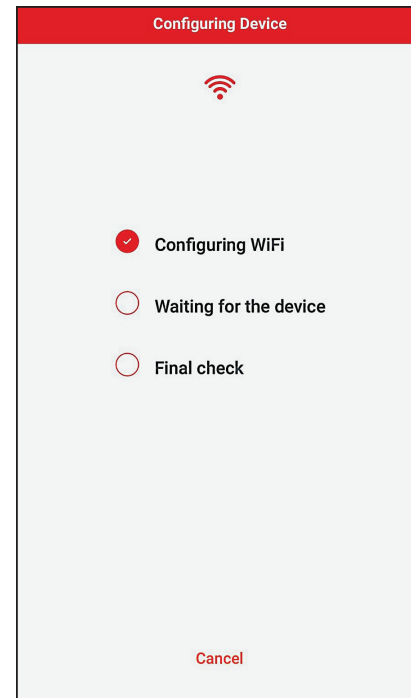 Configuring Device
Configuring WiFi
Waiting for the device
Final check
Cancel